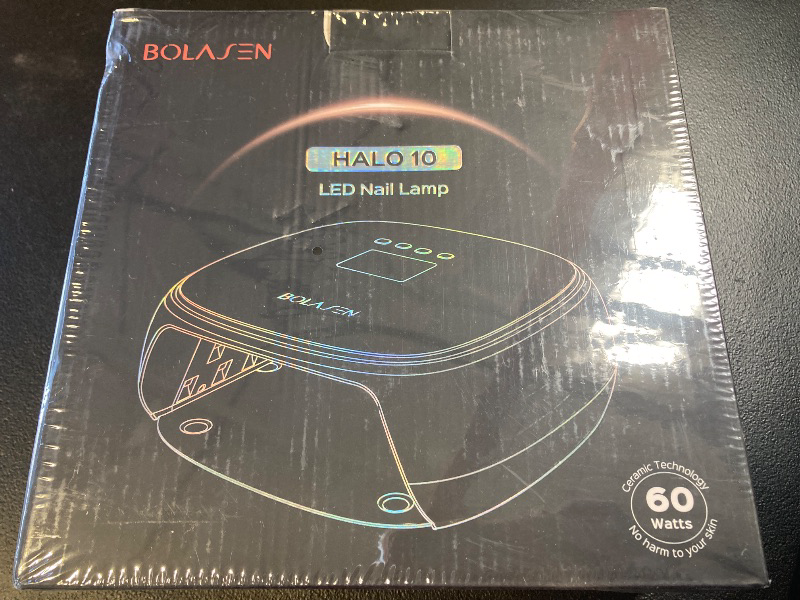 BOLASEN
HALO 10
LED Nail Lamp
BOLASEN
Ceramic Technology
60
Watts
No harm to your skin